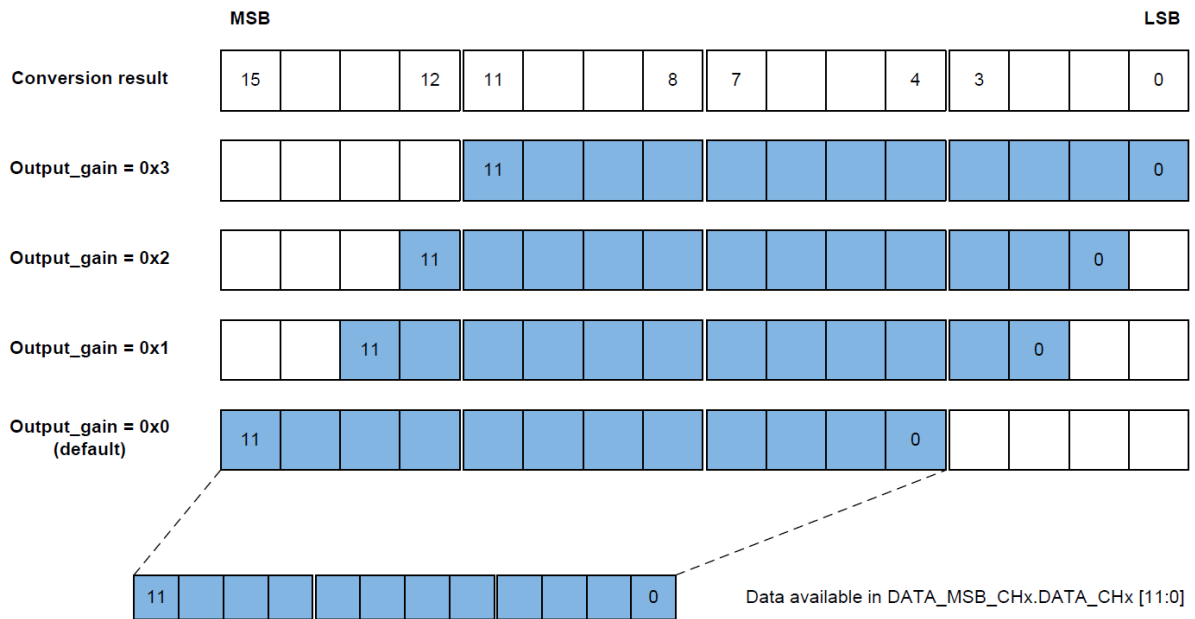 MSB LSB
Conversion result 15 12 11 8 7 4 3 0
Output_gain = 0x3 11 0
Output_gain = 0x2 11 0
Output_gain = 0x1 11 0
Output_gain = 0x0
(default) 11 0
11 0 Data available in DATA_MSB_CHx.DATA_CHx [11:0]